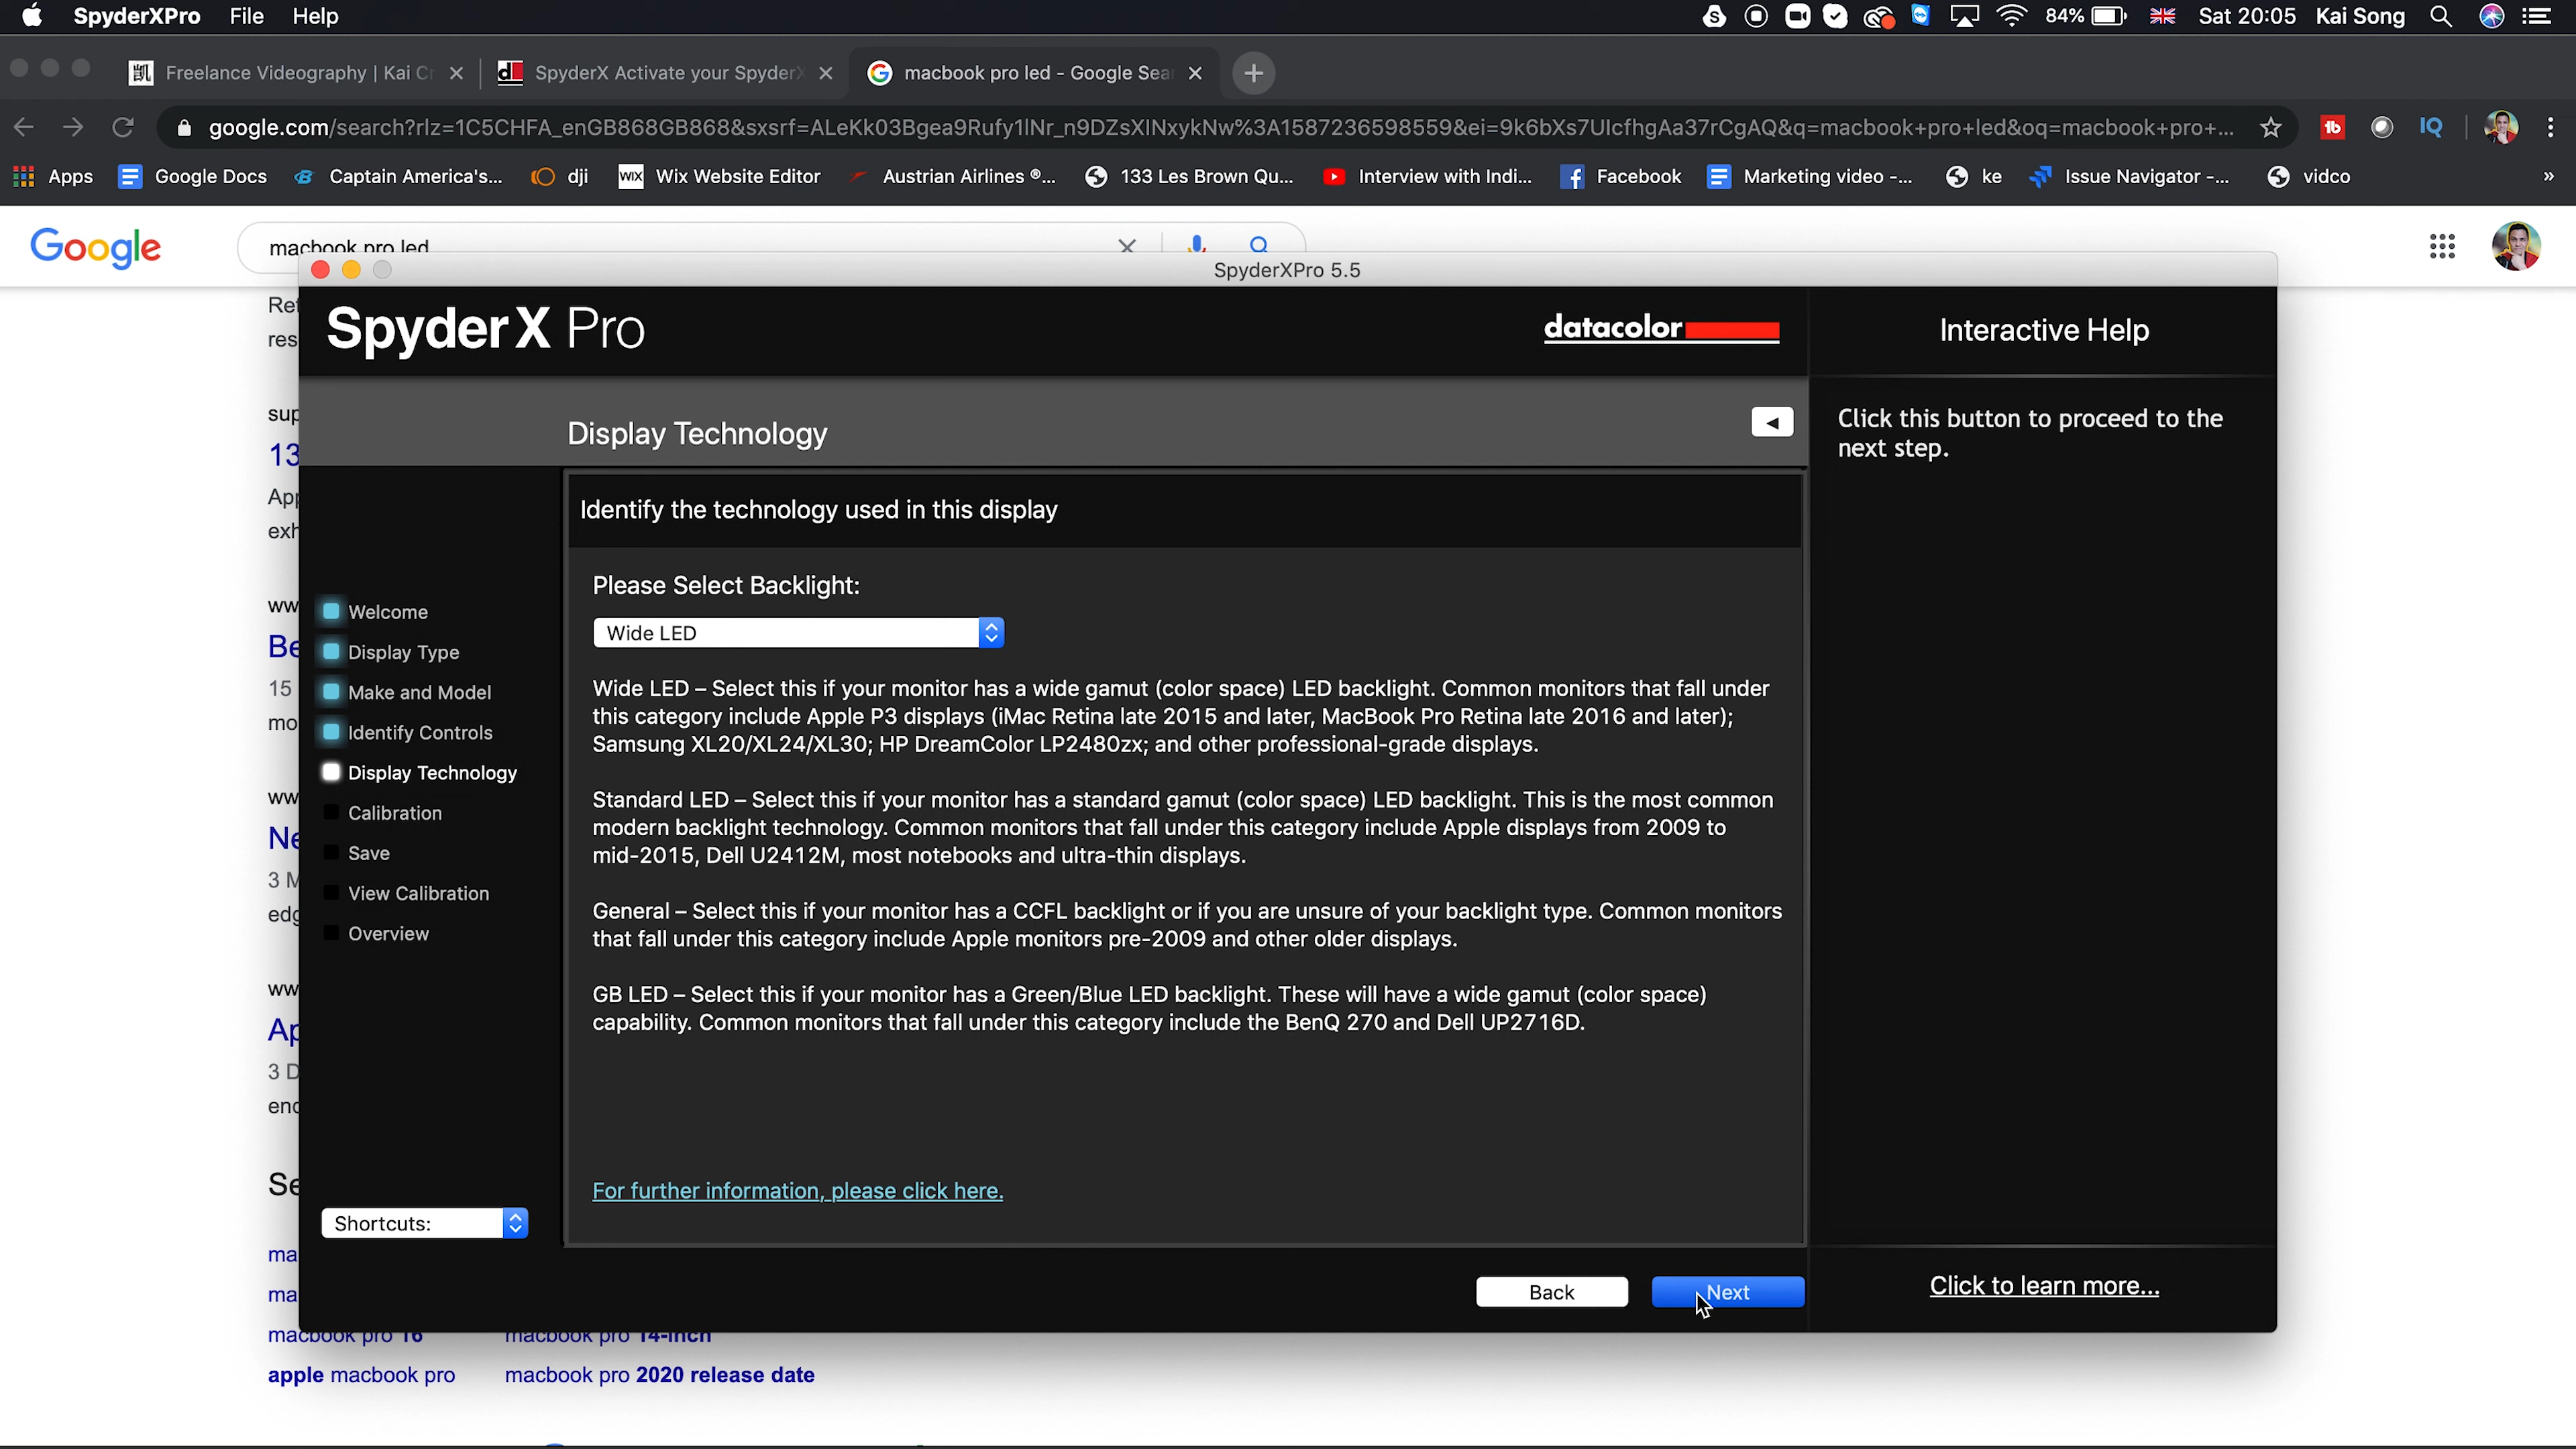 SpyderXPro File Help
84% Sat 20:05 Kai Song
Freelance Videography | Kai Cr
SpyderX Activate your SpyderX
macbook pro led - Google Sear
google.com/search?rlz=1C5CHFA_enGB868GB868&sxsrf=ALeKk03Bgea9Rufy1lNr_n9DZsXINxykNw%3A1587236598559&ei=9k6bXs7UIcfhgAa37rCgAQ&q=macbook+pro+led&oq=macbook+pro+...
Apps Google Docs Captain America's... dji WIX Wix Website Editor Austrian Airlines ®... 133 Les Brown Qu... Interview with Indi... Facebook Marketing video -... ke Issue Navigator -... vidco »
Google
macbook pro led
SpyderXPro 5.5
Spyder X Pro
datacolor
Interactive Help
Display Technology
Click this button to proceed to the
next step.
Identify the technology used in this display
Please Select Backlight:
Wide LED
Welcome
Display Type
Make and Model
Identify Controls
Display Technology
Calibration
Save
View Calibration
Overview
Wide LED – Select this if your monitor has a wide gamut (color space) LED backlight. Common monitors that fall under
this category include Apple P3 displays (iMac Retina late 2015 and later, MacBook Pro Retina late 2016 and later);
Samsung XL20/XL24/XL30; HP DreamColor LP2480zx; and other professional-grade displays.
Standard LED – Select this if your monitor has a standard gamut (color space) LED backlight. This is the most common
modern backlight technology. Common monitors that fall under this category include Apple displays from 2009 to
mid-2015, Dell U2412M, most notebooks and ultra-thin displays.
General – Select this if your monitor has a CCFL backlight or if you are unsure of your backlight type. Common monitors
that fall under this category include Apple monitors pre-2009 and other older displays.
GB LED – Select this if your monitor has a Green/Blue LED backlight. These will have a wide gamut (color space)
capability. Common monitors that fall under this category include the BenQ 270 and Dell UP2716D.
For further information, please click here.
Shortcuts:
Back
Next
Click to learn more...
macbook pro 16
macbook pro 14-inch
apple macbook pro
macbook pro 2020 release date